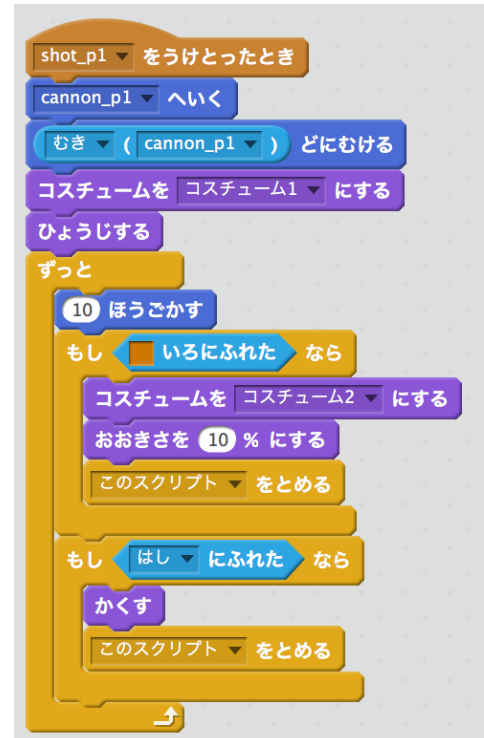 shot_p1 をうけとったとき
cannon_p1 へいく
むき ( cannon_p1 ) どにむける
コスチュームを コスチューム1 にする
ひょうじする
ずっと
10 ほうごかす
もし いろにふれた なら
コスチュームを コスチューム2 にする
おおきさを 10 % にする
このスクリプト をとめる
もし はし にふれた なら
かくす
このスクリプト をとめる